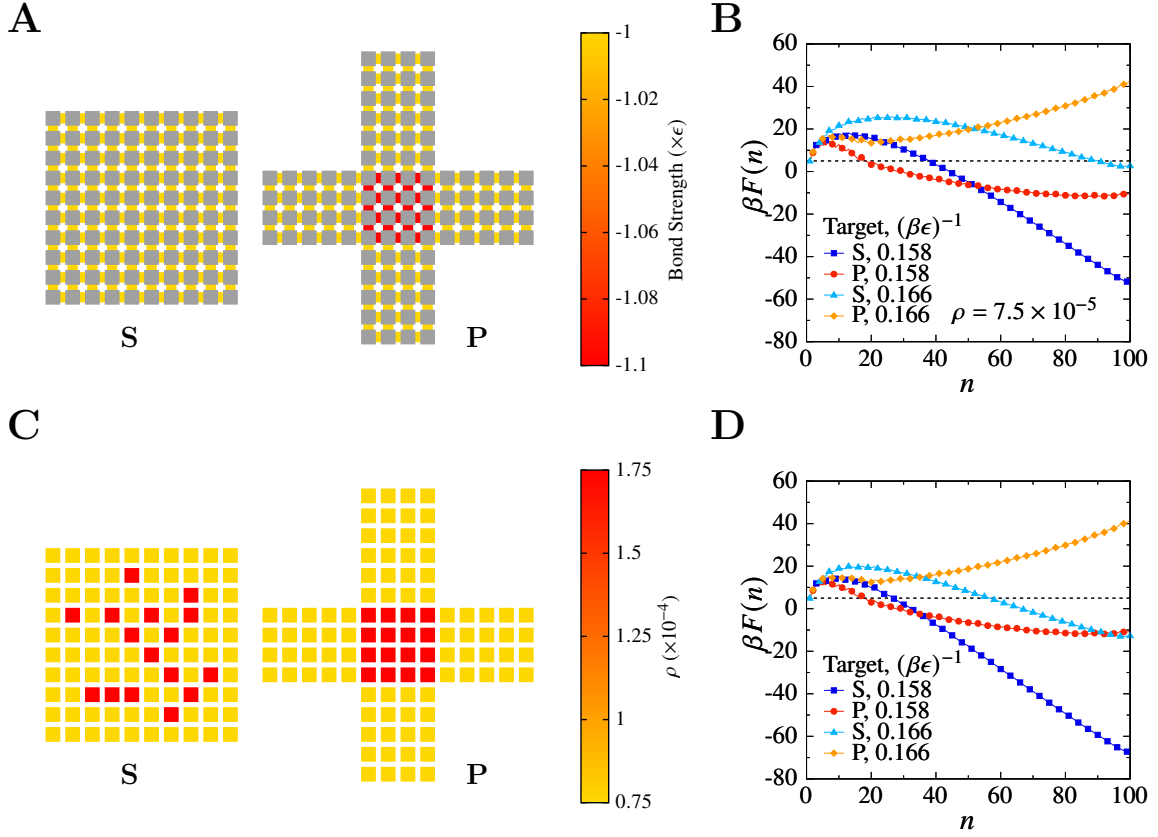 A
S
P
-1
-1.02
-1.04
-1.06
-1.08
-1.1
Bond Strength (×ϵ)
B
60
40
20
0
-20
-40
-60
-80
βF(n)
Target, (βϵ)⁻¹
S, 0.158
P, 0.158
S, 0.166
P, 0.166
ρ = 7.5 × 10⁻⁵
0 20 40 60 80 100
n
C
S
P
1.75
1.5
1.25
1
0.75
ρ (×10⁻⁴)
D
60
40
20
0
-20
-40
-60
-80
βF(n)
Target, (βϵ)⁻¹
S, 0.158
P, 0.158
S, 0.166
P, 0.166
0 20 40 60 80 100
n